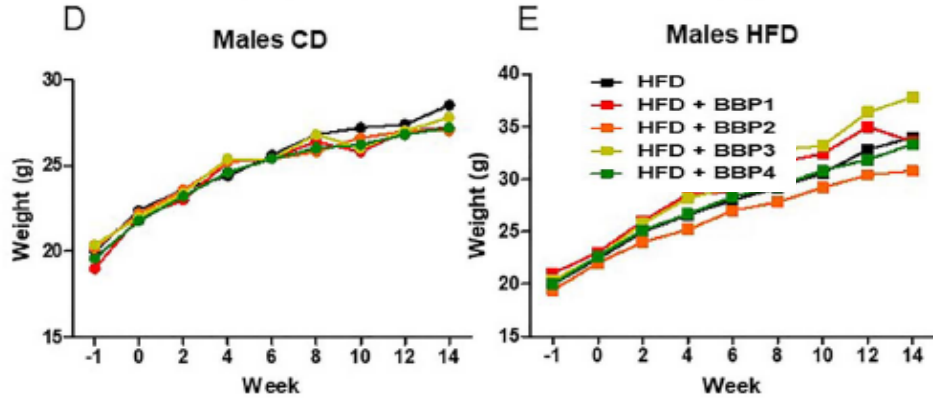 D
Males CD
30
25
20
15
Weight (g)
-1 0 2 4 6 8 10 12 14
Week
E
Males HFD
40
35
30
25
20
15
Weight (g)
HFD
HFD + BBP1
HFD + BBP2
HFD + BBP3
HFD + BBP4
-1 0 2 4 6 8 10 12 14
Week